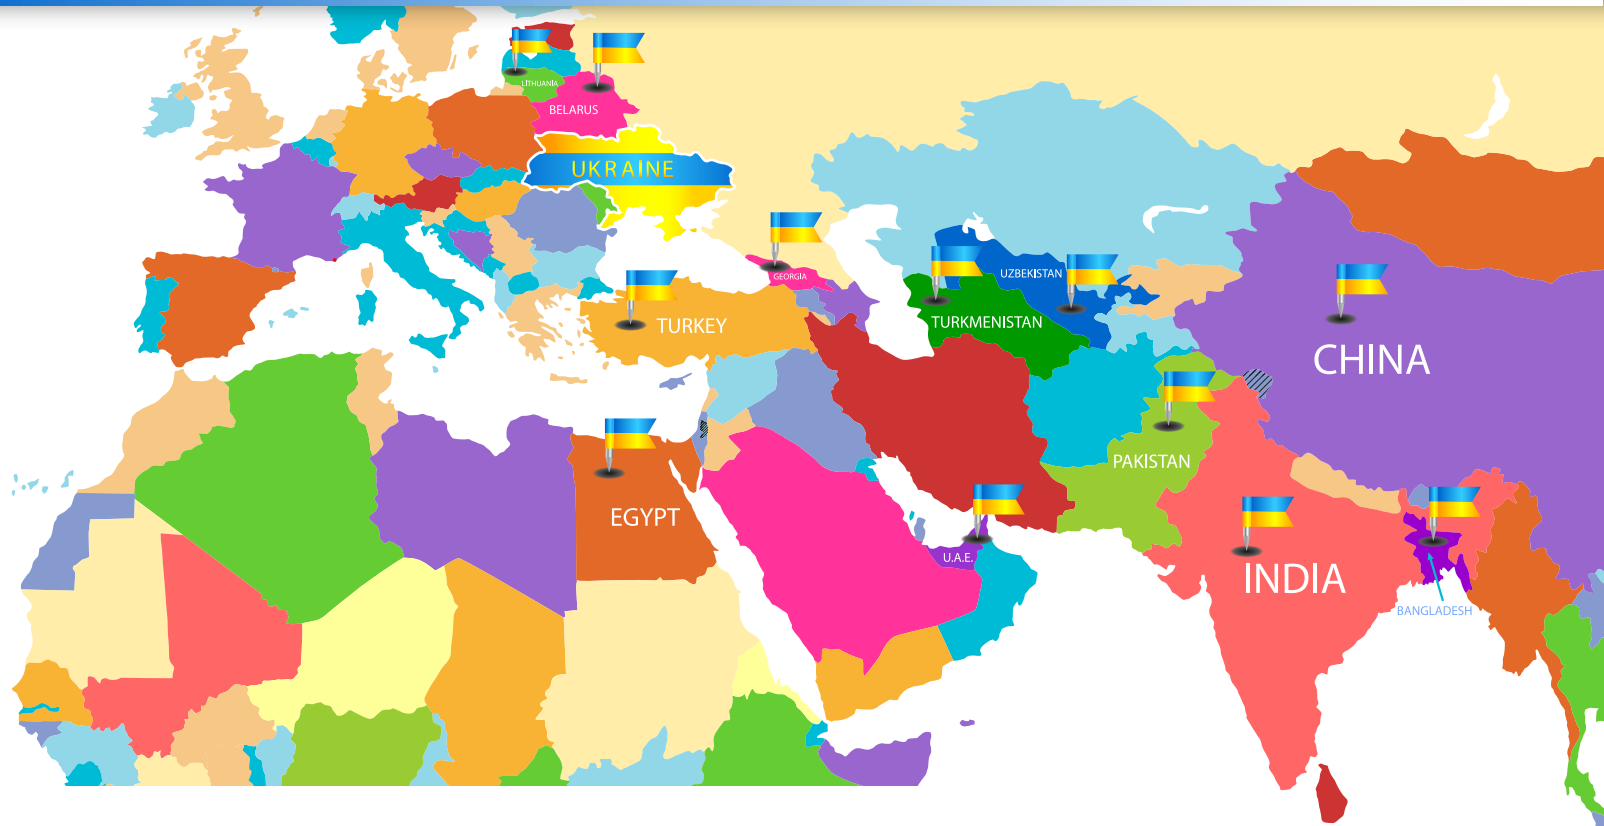 LITHUANIA
BELARUS
UKRAINE
GEORGIA
UZBEKISTAN
TURKEY
TURKMENISTAN
CHINA
PAKISTAN
EGYPT
U.A.E.
INDIA
BANGLADESH